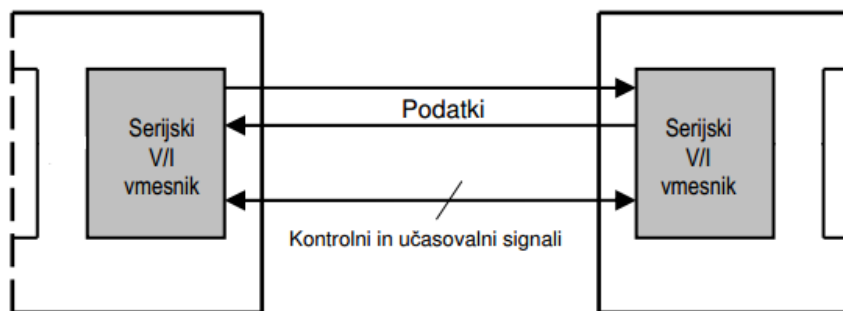 Serijski
V/I
vmesnik
Podatki
Serijski
V/I
vmesnik
Kontrolni in učasovalni signali